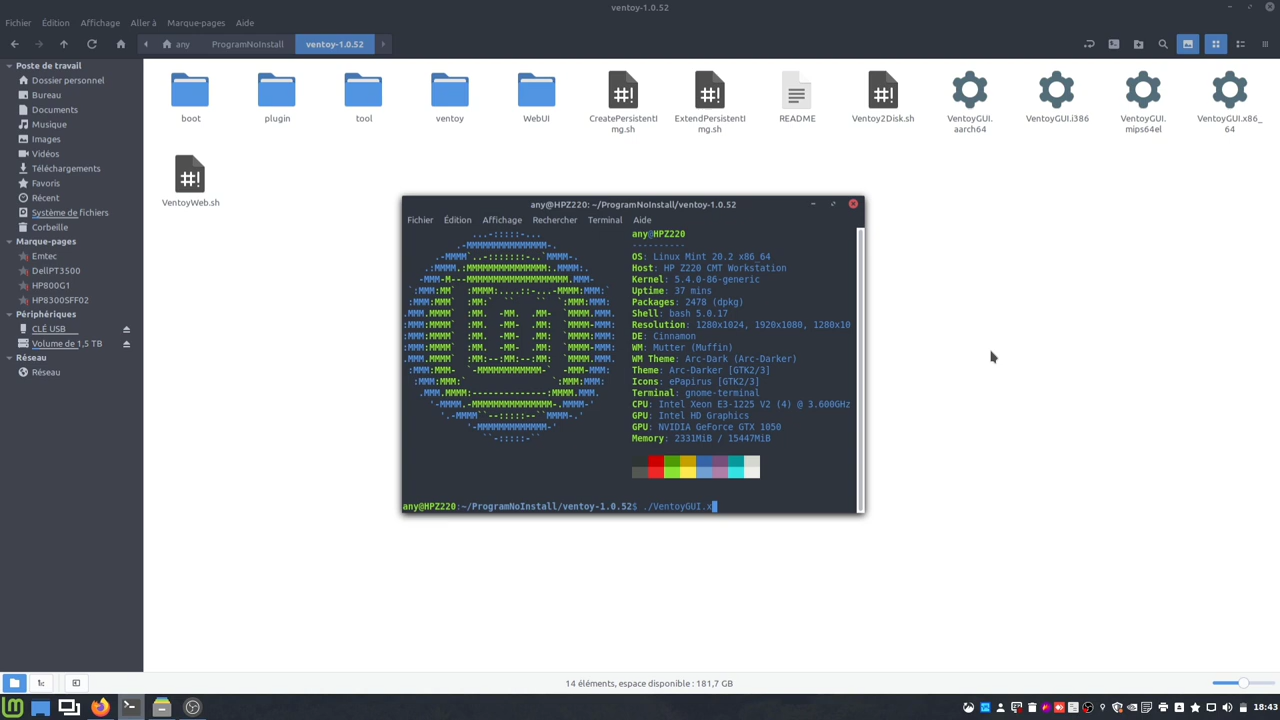 ventoy-1.0.52
Fichier Édition Affichage Aller à Marque-pages Aide
any ProgramNoInstall ventoy-1.0.52
Poste de travail
Dossier personnel
Bureau
Documents
Musique
Images
Vidéos
Téléchargements
Favoris
Récent
Système de fichiers
Corbeille
Marque-pages
Emtec
DellPT3500
HP800G1
HP8300SFF02
Périphériques
CLÉ USB
Volume de 1,5 TB
Réseau
Réseau
boot
plugin
tool
ventoy
WebUI
CreatePersistentI
mg.sh
ExtendPersistentI
mg.sh
README
Ventoy2Disk.sh
VentoyGUI.
aarch64
VentoyGUI.i386
VentoyGUI.
mips64el
VentoyGUI.x86_
64
VentoyWeb.sh
any@HPZ220: ~/ProgramNoInstall/ventoy-1.0.52
Fichier Édition Affichage Rechercher Terminal Aide
any@HPZ220
----------
OS: Linux Mint 20.2 x86_64
Host: HP Z220 CMT Workstation
Kernel: 5.4.0-86-generic
Uptime: 37 mins
Packages: 2478 (dpkg)
Shell: bash 5.0.17
Resolution: 1280x1024, 1920x1080, 1280x10
DE: Cinnamon
WM: Mutter (Muffin)
WM Theme: Arc-Dark (Arc-Darker)
Theme: Arc-Darker [GTK2/3]
Icons: ePapirus [GTK2/3]
Terminal: gnome-terminal
CPU: Intel Xeon E3-1225 V2 (4) @ 3.600GHz
GPU: Intel HD Graphics
GPU: NVIDIA GeForce GTX 1050
Memory: 2331MiB / 15447MiB
any@HPZ220:~/ProgramNoInstall/ventoy-1.0.52$ ./VentoyGUI.x
14 éléments, espace disponible : 181,7 GB
18:43